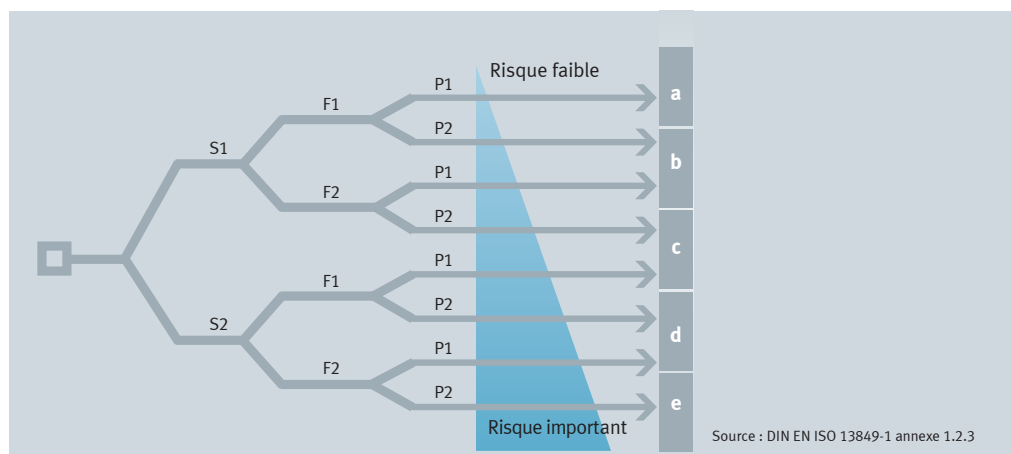 Risque faible
P1
a
F1
P2
S1
b
P1
F2
P2
c
P1
F1
P2
S2
d
P1
F2
P2
e
Risque important
Source : DIN EN ISO 13849-1 annexe 1.2.3